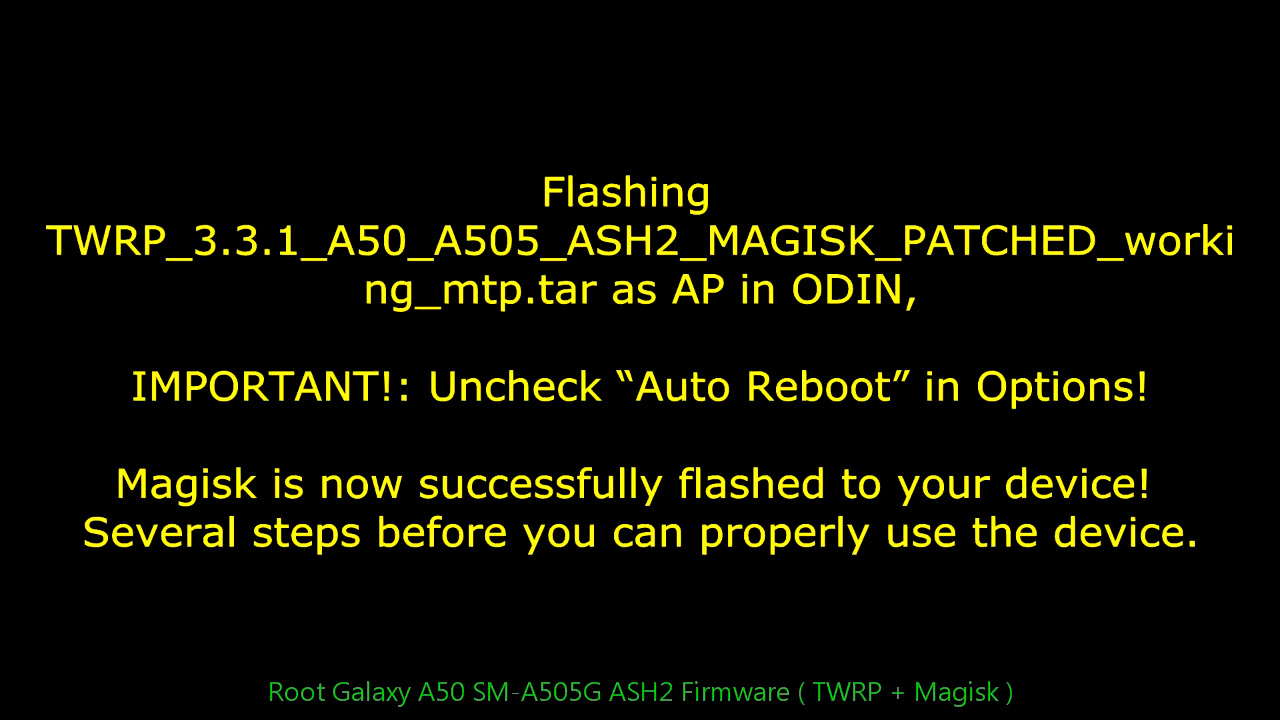 Flashing
TWRP_3.3.1_A50_A505_ASH2_MAGISK_PATCHED_worki
ng_mtp.tar as AP in ODIN,
IMPORTANT!: Uncheck “Auto Reboot” in Options!
Magisk is now successfully flashed to your device!
Several steps before you can properly use the device.
Root Galaxy A50 SM-A505G ASH2 Firmware ( TWRP + Magisk )